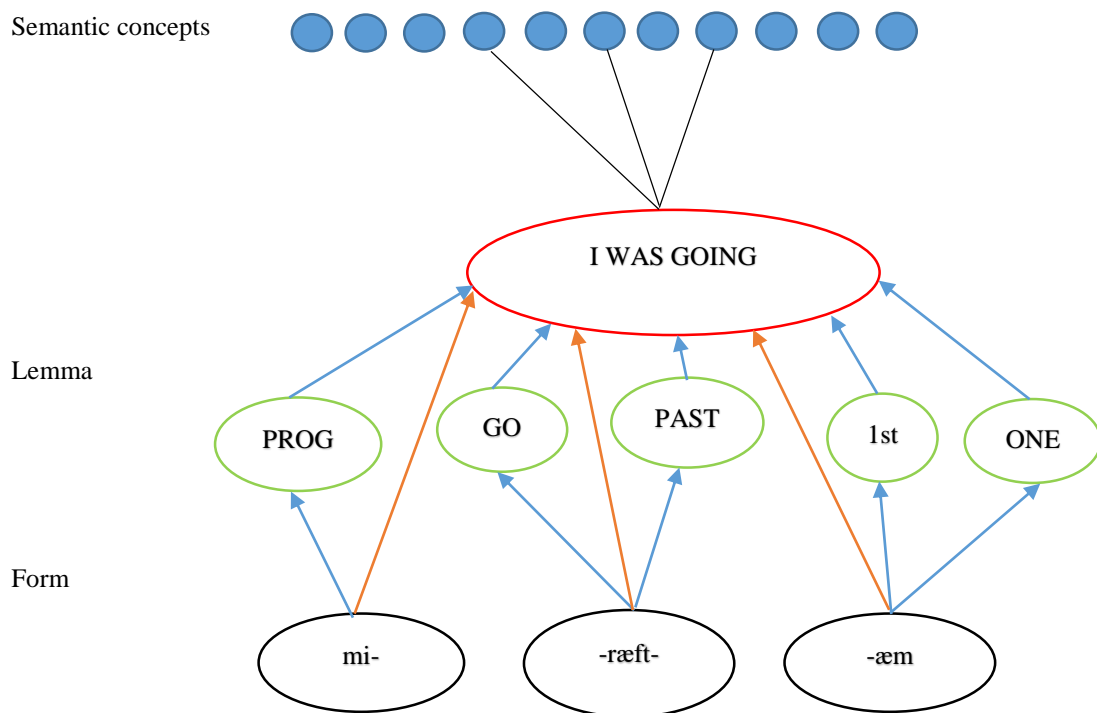 Semantic concepts
I WAS GOING
Lemma
PROG
GO
PAST
1st
ONE
Form
mi-
-ræft-
-æm